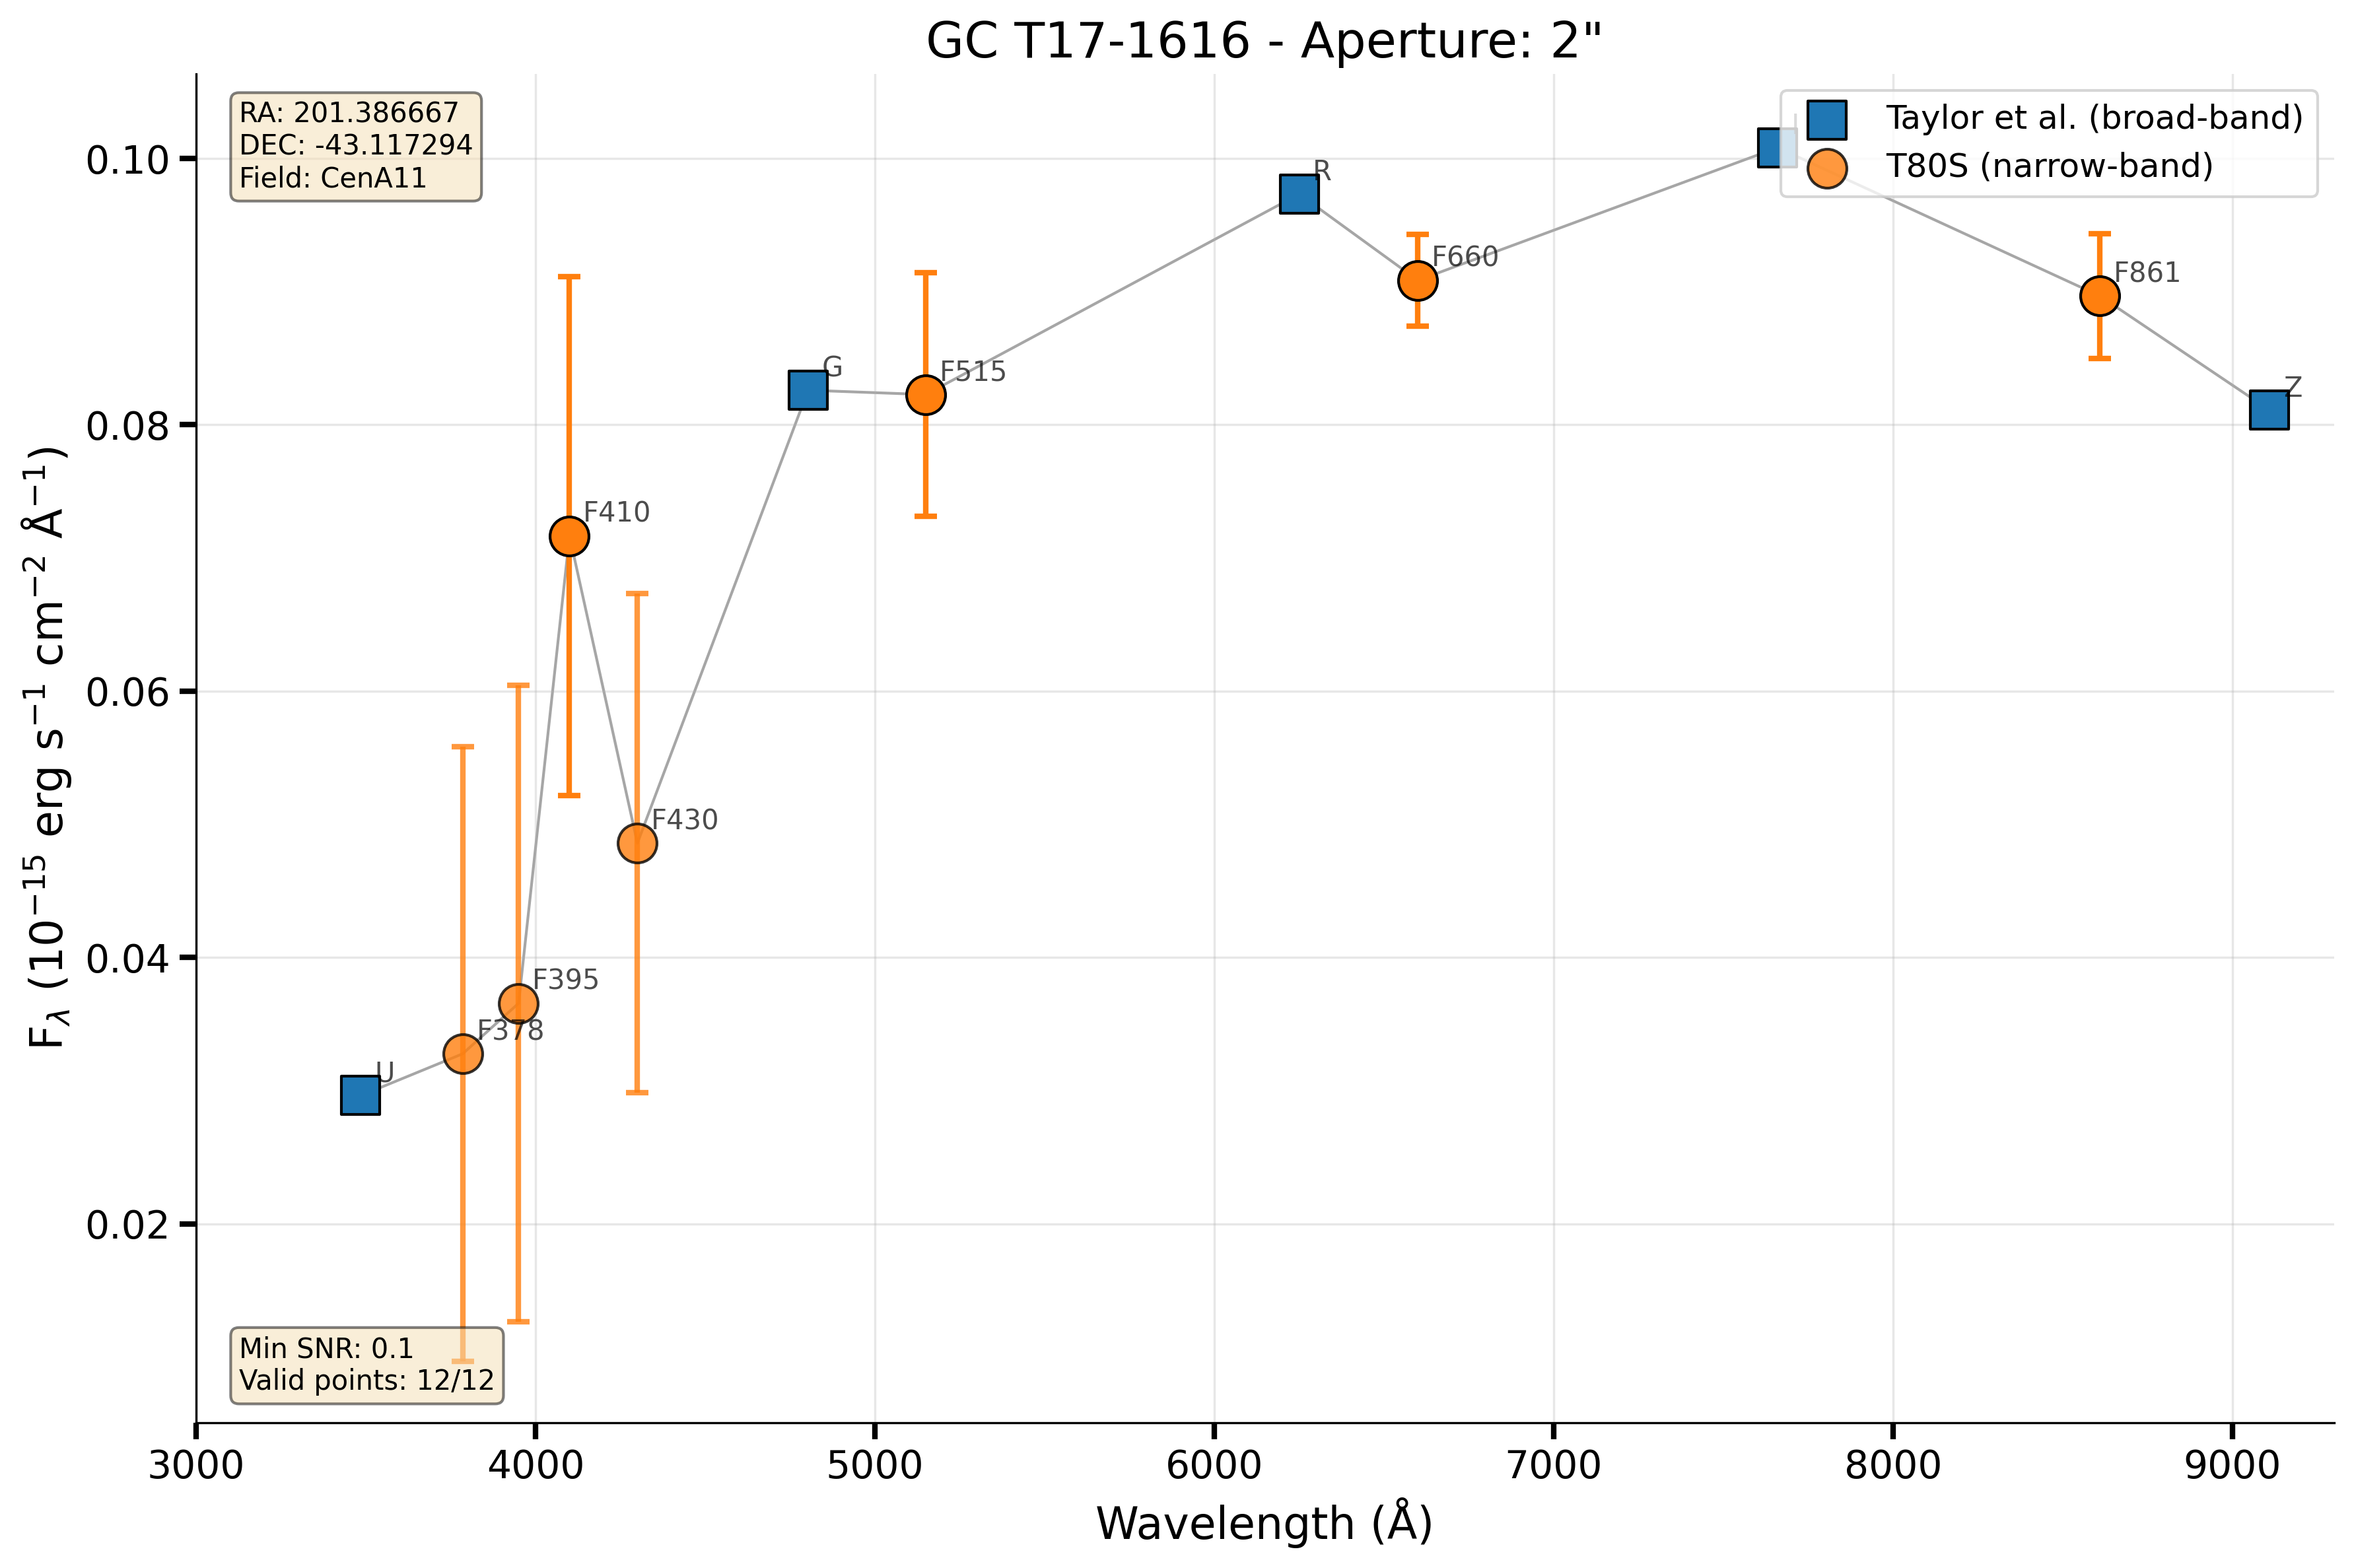 GC T17-1616 - Aperture: 2"
RA: 201.386667
DEC: -43.117294
Field: CenA11
Taylor et al. (broad-band)
T80S (narrow-band)
F_λ (10⁻¹⁵ erg s⁻¹ cm⁻² Å⁻¹)
0.10
0.08
0.06
0.04
0.02
U
F378
F395
F410
F430
G
F515
R
F660
I
F861
Z
Min SNR: 0.1
Valid points: 12/12
3000 4000 5000 6000 7000 8000 9000
Wavelength (Å)